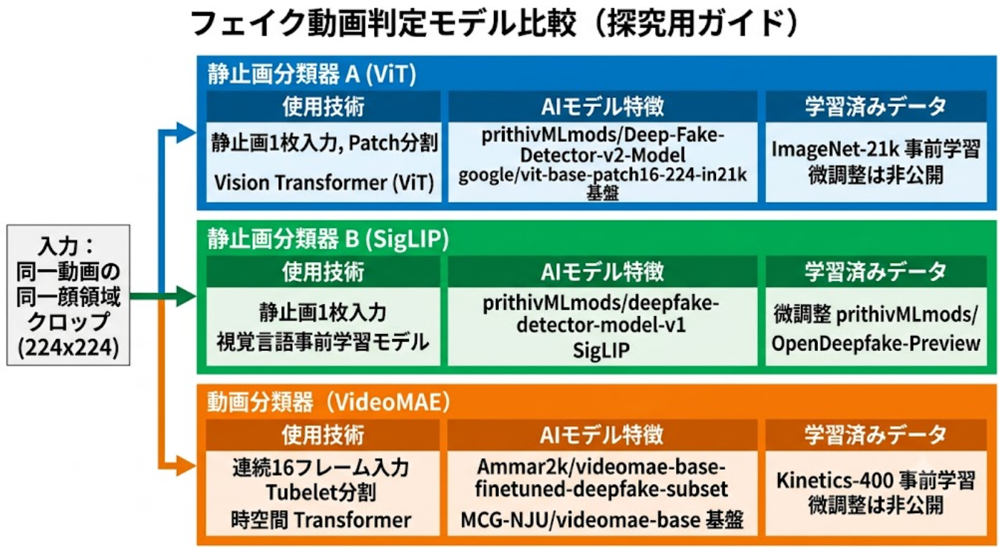 フェイク動画判定モデル比較（探究用ガイド）
入力：
同一動画の
同一顔領域
クロップ
(224x224)
静止画分類器 A (ViT)
使用技術
静止画1枚入力, Patch分割
Vision Transformer (ViT)
AIモデル特徴
prithivMLmods/Deep-Fake-
Detector-v2-Model
google/vit-base-patch16-224-in21k
基盤
学習済みデータ
ImageNet-21k 事前学習
微調整は非公開
静止画分類器 B (SigLIP)
使用技術
静止画1枚入力
視覚言語事前学習モデル
AIモデル特徴
prithivMLmods/deepfake-
detector-model-v1
SigLIP
学習済みデータ
微調整 prithivMLmods/
OpenDeepfake-Preview
動画分類器（VideoMAE）
使用技術
連続16フレーム入力
Tubelet分割
時空間 Transformer
AIモデル特徴
Ammar2k/videomae-base-
finetuned-deepfake-subset
MCG-NJU/videomae-base 基盤
学習済みデータ
Kinetics-400 事前学習
微調整は非公開